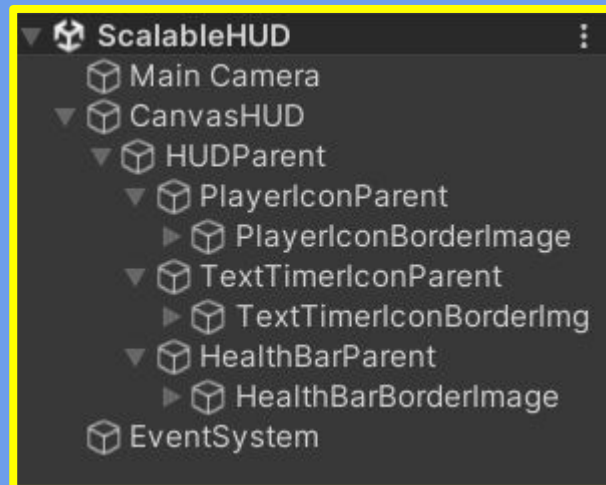 ScalableHUD
Main Camera
CanvasHUD
HUDParent
PlayerIconParent
PlayerIconBorderImage
TextTimerIconParent
TextTimerIconBorderImg
HealthBarParent
HealthBarBorderImage
EventSystem